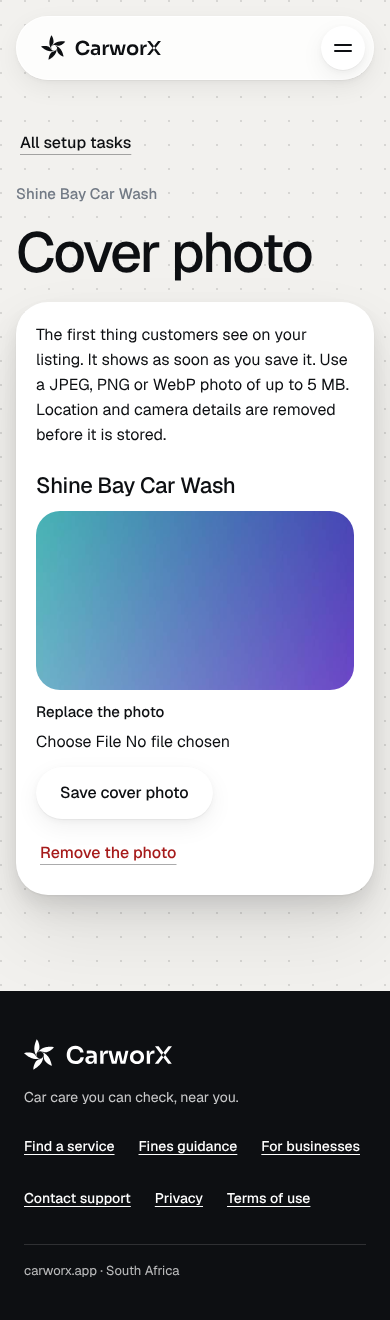 CarworX
All setup tasks
Shine Bay Car Wash
Cover photo
The first thing customers see on your
listing. It shows as soon as you save it. Use
a JPEG, PNG or WebP photo of up to 5 MB.
Location and camera details are removed
before it is stored.
Shine Bay Car Wash
Replace the photo
Choose File No file chosen
Save cover photo
Remove the photo
CarworX
Car care you can check, near you.
Find a service Fines guidance For businesses
Contact support Privacy Terms of use
carworx.app · South Africa